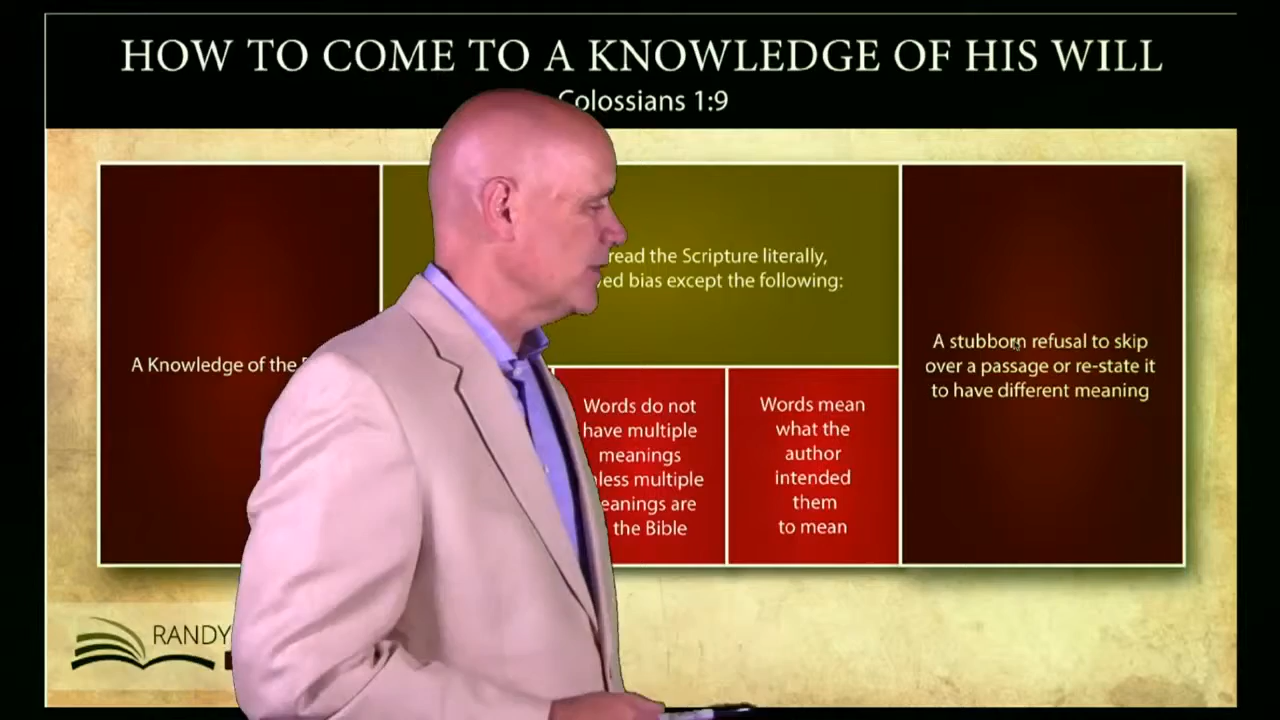 HOW TO COME TO A KNOWLEDGE OF HIS WILL
Colossians 1:9
A Knowledge of the
read the Scripture literally,
bias except the following:
Words do not
have multiple
meanings
multiple
are
the Bible
Words mean
what the
author
intended
them
to mean
A stubborn refusal to skip
over a passage or re-state it
to have different meaning
RANDY